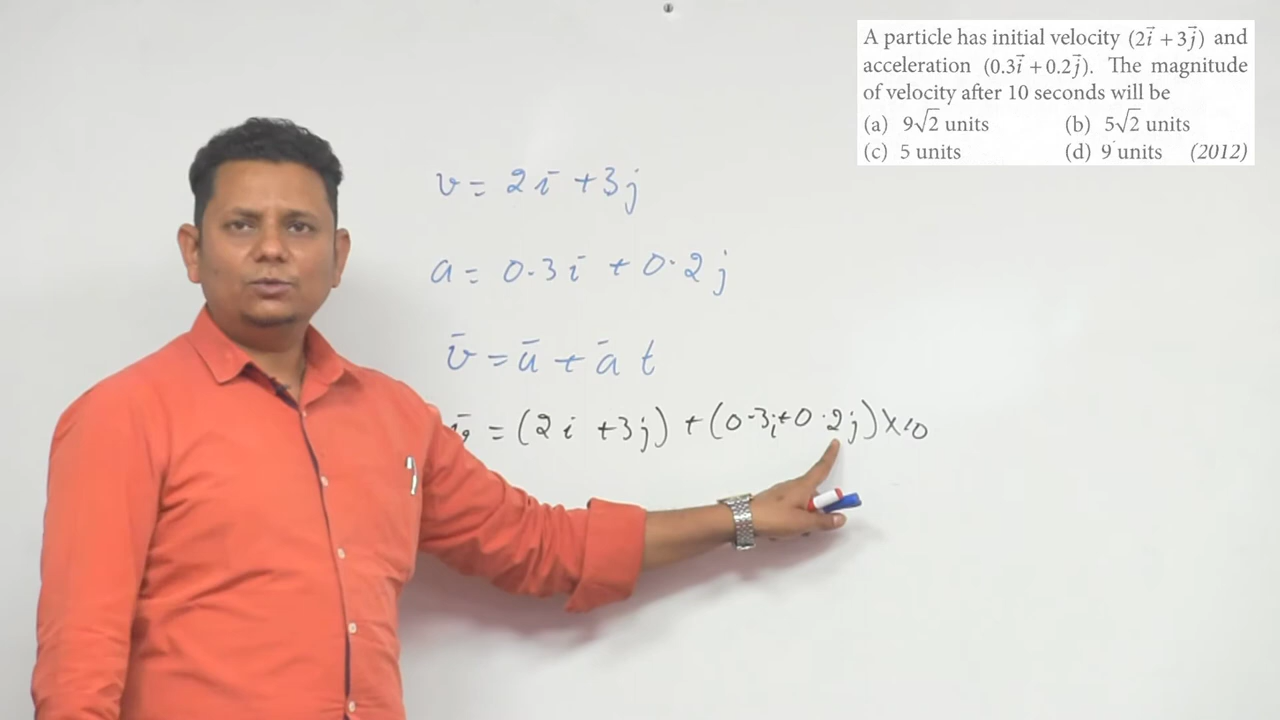 A particle has initial velocity (2i⃗ + 3j⃗) and
acceleration (0.3i⃗ + 0.2j⃗). The magnitude
of velocity after 10 seconds will be
(a) 9√2 units (b) 5√2 units
(c) 5 units (d) 9 units (2012)
v = 2i + 3j
a = 0.3i + 0.2j
v̄ = ū + ā t
= (2i + 3j) + (0.3i + 0.2j) × 10